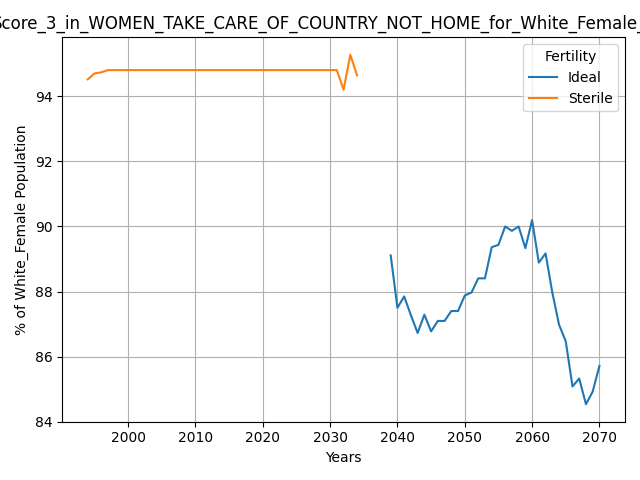 Score_3_in_WOMEN_TAKE_CARE_OF_COUNTRY_NOT_HOME_for_White_Female_
Fertility
Ideal
Sterile
% of White_Female Population
94
92
90
88
86
84
2000 2010 2020 2030 2040 2050 2060 2070
Years